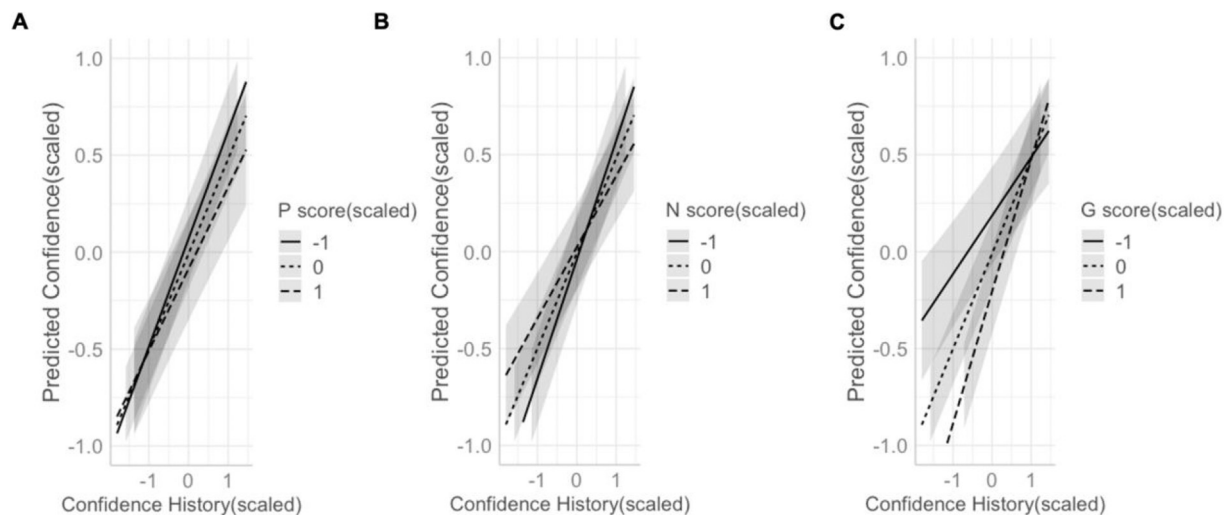 A
Predicted Confidence(scaled)
1.0
0.5
0.0
-0.5
-1.0
-1 0 1
Confidence History(scaled)
P score(scaled)
-1
0
1
B
Predicted Confidence(scaled)
1.0
0.5
0.0
-0.5
-1.0
-1 0 1
Confidence History(scaled)
N score(scaled)
-1
0
1
C
Predicted Confidence(scaled)
1.0
0.5
0.0
-0.5
-1.0
-1 0 1
Confidence History(scaled)
G score(scaled)
-1
0
1